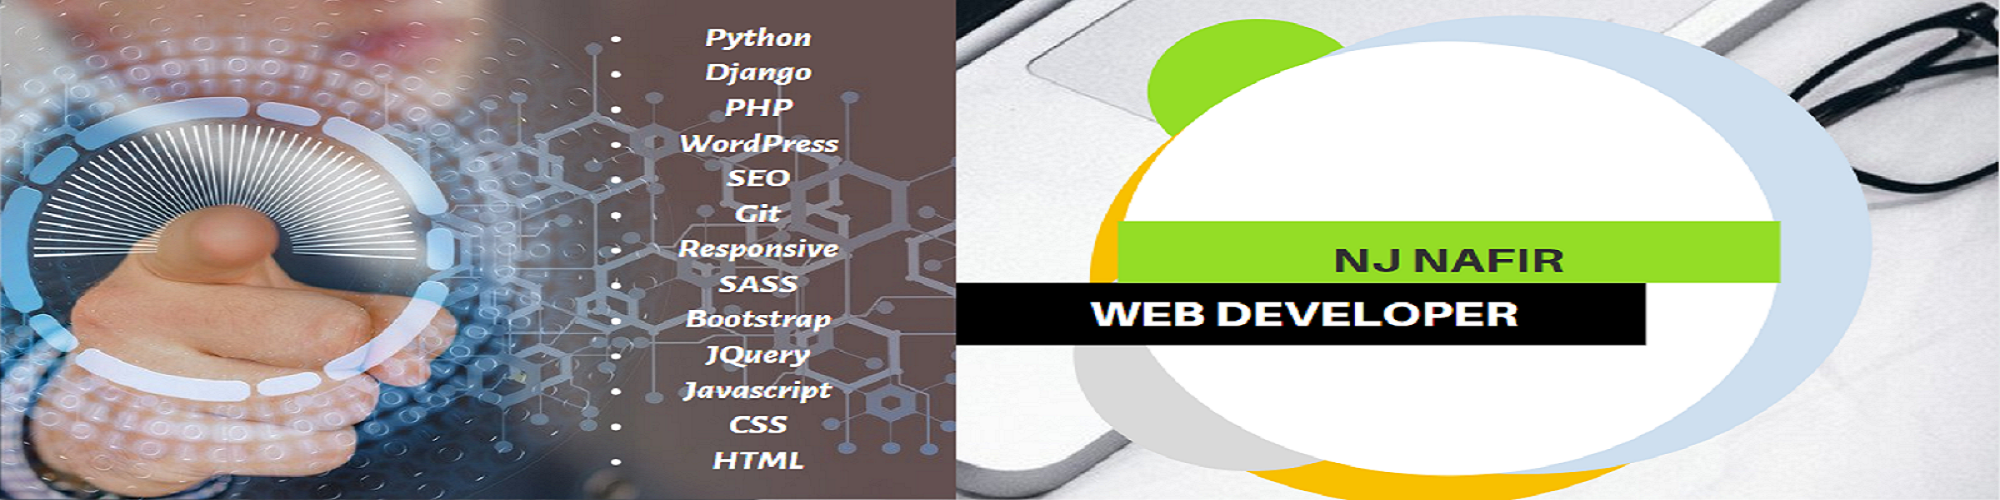 Python
Django
PHP
WordPress
SEO
Git
Responsive
SASS
Bootstrap
JQuery
Javascript
CSS
HTML
NJ NAFIR
WEB DEVELOPER